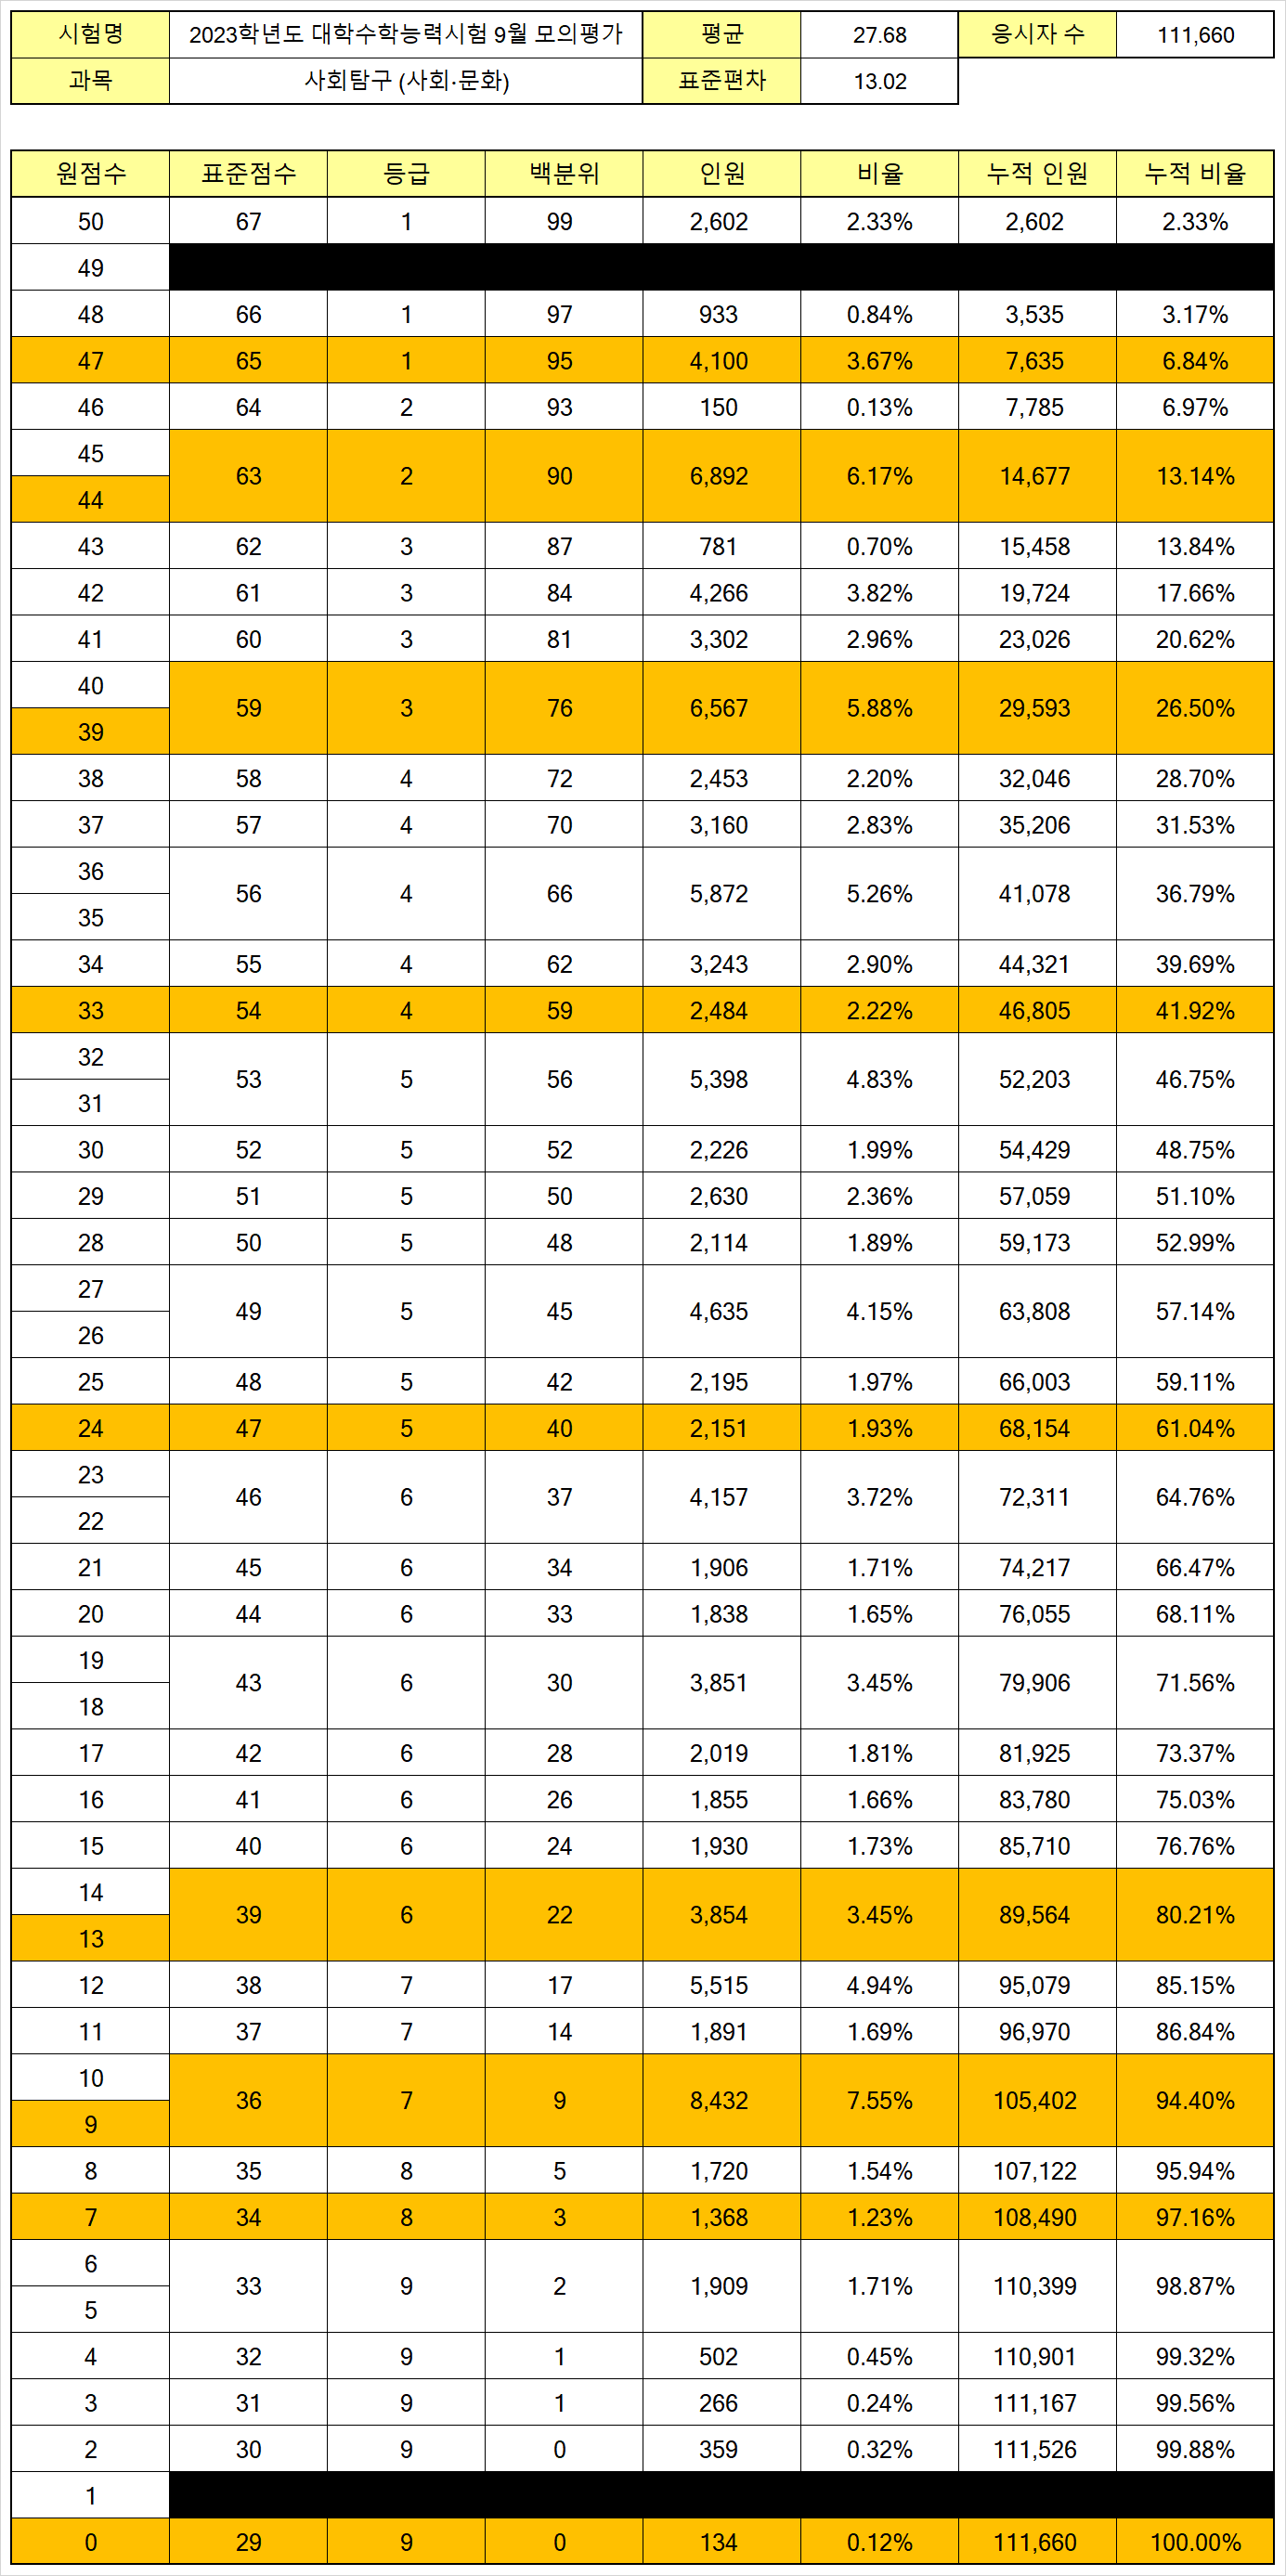 시험명 2023학년도 대학수학능력시험 9월 모의평가 평균 27.68 응시자 수 111,660
과목 사회탐구 (사회·문화) 표준편차 13.02
원점수 표준점수 등급 백분위 인원 비율 누적 인원 누적 비율
50 67 1 99 2,602 2.33% 2,602 2.33%
49
48 66 1 97 933 0.84% 3,535 3.17%
47 65 1 95 4,100 3.67% 7,635 6.84%
46 64 2 93 150 0.13% 7,785 6.97%
45
63 2 90 6,892 6.17% 14,677 13.14%
44
43 62 3 87 781 0.70% 15,458 13.84%
42 61 3 84 4,266 3.82% 19,724 17.66%
41 60 3 81 3,302 2.96% 23,026 20.62%
40
59 3 76 6,567 5.88% 29,593 26.50%
39
38 58 4 72 2,453 2.20% 32,046 28.70%
37 57 4 70 3,160 2.83% 35,206 31.53%
36
56 4 66 5,872 5.26% 41,078 36.79%
35
34 55 4 62 3,243 2.90% 44,321 39.69%
33 54 4 59 2,484 2.22% 46,805 41.92%
32
53 5 56 5,398 4.83% 52,203 46.75%
31
30 52 5 52 2,226 1.99% 54,429 48.75%
29 51 5 50 2,630 2.36% 57,059 51.10%
28 50 5 48 2,114 1.89% 59,173 52.99%
27
49 5 45 4,635 4.15% 63,808 57.14%
26
25 48 5 42 2,195 1.97% 66,003 59.11%
24 47 5 40 2,151 1.93% 68,154 61.04%
23
46 6 37 4,157 3.72% 72,311 64.76%
22
21 45 6 34 1,906 1.71% 74,217 66.47%
20 44 6 33 1,838 1.65% 76,055 68.11%
19
43 6 30 3,851 3.45% 79,906 71.56%
18
17 42 6 28 2,019 1.81% 81,925 73.37%
16 41 6 26 1,855 1.66% 83,780 75.03%
15 40 6 24 1,930 1.73% 85,710 76.76%
14
39 6 22 3,854 3.45% 89,564 80.21%
13
12 38 7 17 5,515 4.94% 95,079 85.15%
11 37 7 14 1,891 1.69% 96,970 86.84%
10
36 7 9 8,432 7.55% 105,402 94.40%
9
8 35 8 5 1,720 1.54% 107,122 95.94%
7 34 8 3 1,368 1.23% 108,490 97.16%
6
33 9 2 1,909 1.71% 110,399 98.87%
5
4 32 9 1 502 0.45% 110,901 99.32%
3 31 9 1 266 0.24% 111,167 99.56%
2 30 9 0 359 0.32% 111,526 99.88%
1
0 29 9 0 134 0.12% 111,660 100.00%